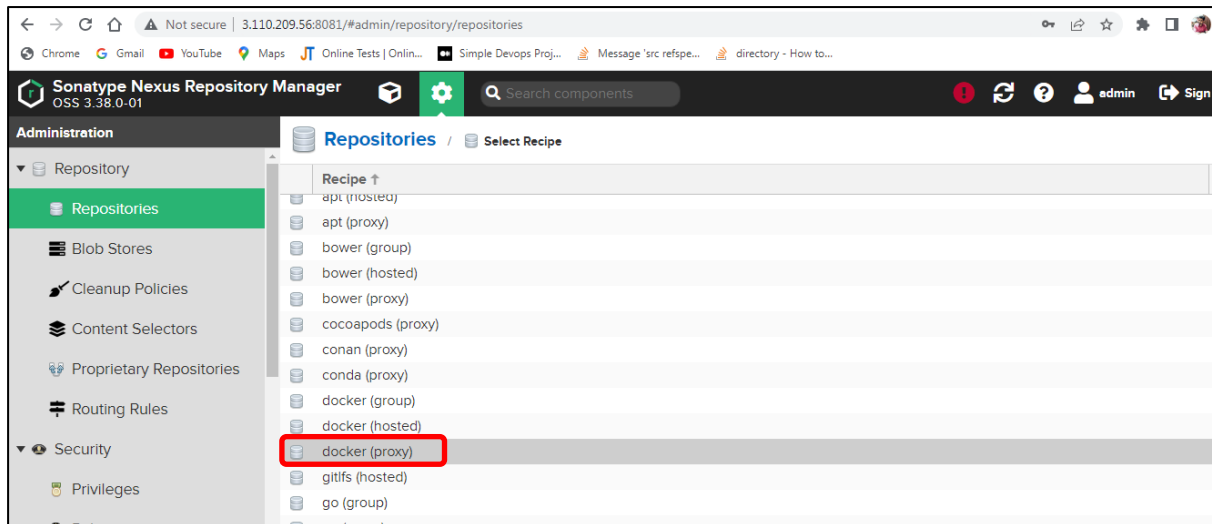 Not secure | 3.110.209.56:8081/#admin/repository/repositories
Chrome Gmail YouTube Maps Online Tests | Onlin... Simple Devops Proj... Message 'src refspe... directory - How to...
Sonatype Nexus Repository Manager
OSS 3.38.0-01
Search components
admin
Sign
Administration
Repositories / Select Recipe
Repository
Recipe
Repositories
Blob Stores
Cleanup Policies
Content Selectors
Proprietary Repositories
Routing Rules
Security
Privileges
apt (hosted)
apt (proxy)
bower (group)
bower (hosted)
bower (proxy)
cocoapods (proxy)
conan (proxy)
conda (proxy)
docker (group)
docker (hosted)
docker (proxy)
gitlfs (hosted)
go (group)